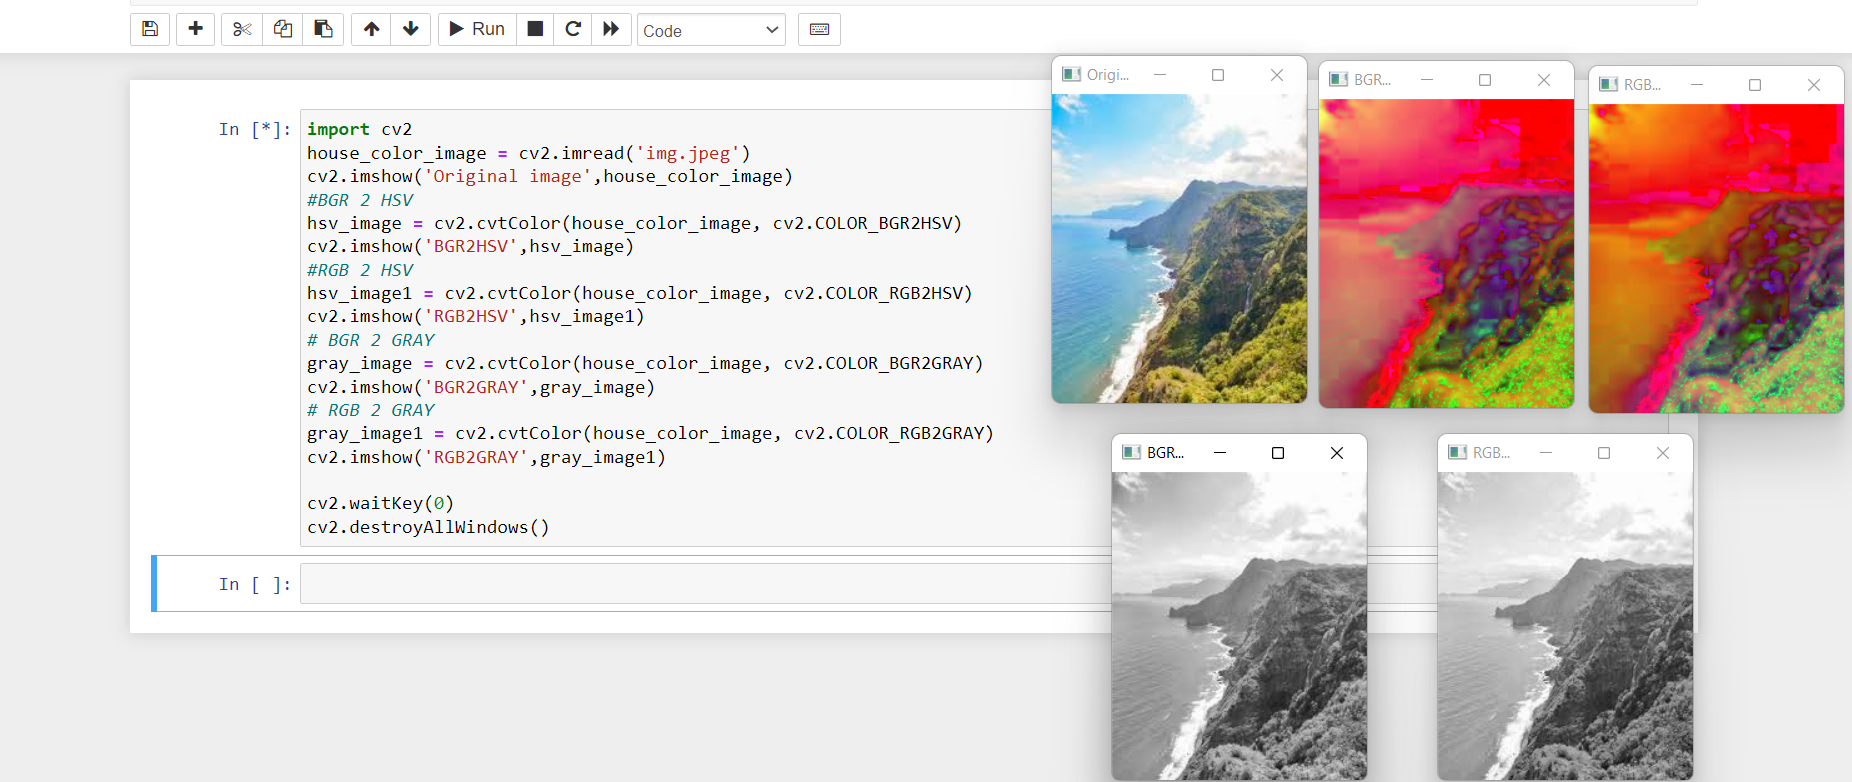 Run
Code
In [*]:
import cv2
house_color_image = cv2.imread('img.jpeg')
cv2.imshow('Original image',house_color_image)
#BGR 2 HSV
hsv_image = cv2.cvtColor(house_color_image, cv2.COLOR_BGR2HSV)
cv2.imshow('BGR2HSV',hsv_image)
#RGB 2 HSV
hsv_image1 = cv2.cvtColor(house_color_image, cv2.COLOR_RGB2HSV)
cv2.imshow('RGB2HSV',hsv_image1)
# BGR 2 GRAY
gray_image = cv2.cvtColor(house_color_image, cv2.COLOR_BGR2GRAY)
cv2.imshow('BGR2GRAY',gray_image)
# RGB 2 GRAY
gray_image1 = cv2.cvtColor(house_color_image, cv2.COLOR_RGB2GRAY)
cv2.imshow('RGB2GRAY',gray_image1)
cv2.waitKey(0)
cv2.destroyAllWindows()
In [ ]:
Origi...
BGR...
RGB...
BGR...
RGB...